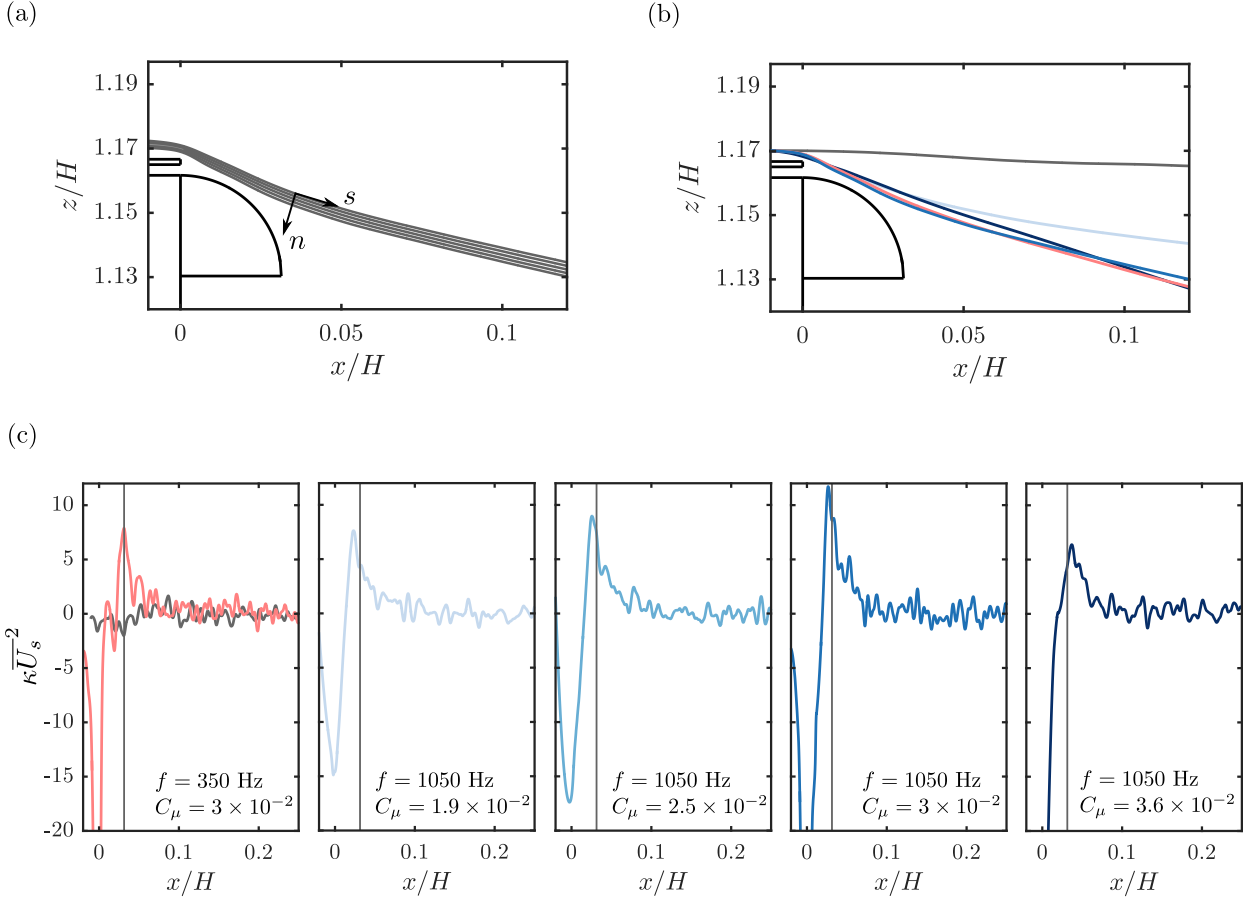 (a)
(b)
1.19
1.17
1.15
1.13
z/H
s
n
0
0.05
0.1
x/H
1.19
1.17
1.15
1.13
z/H
0
0.05
0.1
x/H
(c)
10
5
0
-5
-10
-15
-20
κU̅ₛ²
f = 350 Hz
C_μ = 3 × 10⁻²
f = 1050 Hz
C_μ = 1.9 × 10⁻²
f = 1050 Hz
C_μ = 2.5 × 10⁻²
f = 1050 Hz
C_μ = 3 × 10⁻²
f = 1050 Hz
C_μ = 3.6 × 10⁻²
0 0.1 0.2
0 0.1 0.2
0 0.1 0.2
0 0.1 0.2
0 0.1 0.2
x/H
x/H
x/H
x/H
x/H